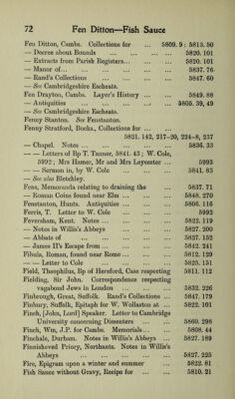 72 Fen Ditton—Fish Sauce
Fen Ditton, Cambs. Collections for ... 5809. 9; 5813. 50
— Decree about Bounds ... ... ... 5820. 101
— Extracts from Parish Registers... ... ... 5820. 101
— Manor of... ... ... ... ... 5837. 76
— Rand's Collections ... ... ... 5847. 60
— See Cambridgeshire Escheats.
Fen Drayton, Cambs. Layer's History ... ... 5849. 88
— Antiquities ... ... ... 5805. 39, 49
— See Cambridgeshire Escheats.
Fenny Stanton. See Fenstanton.
Fenny Stratford, Bucks., Collections for ... ...
5831. 142, 217-20, 224-8, 237
— Chapel. Notes ... ... ... ... 5836. 33
— — Letters of Bp T. Tanner, 5841. 43; W. Cole,
5992; Mrs Hamer, Mr and Mrs Leycester ... 5993
— — Sermon in, by W. Cole ... ... 5841. 83
— See also Bletchley.
Fens, Memoranda relating to draining the ... 5837. 71
— Roman Coins found near Ely ... ... ... 5848. 270
Fenstanton, Hunts. Antiquities ... ... ... 5806. 116
Ferris, T. Letter to W. Cole ... ... 5992
Feversham, Kent. Notes ... ... ... 5822. 119
— Notes in Willis's Abbeys ... ... 5827. 200
— Abbats of ... ... ... ... 5827. 152
— James II's Escape from ... ... ... 5842. 241
Fibula, Roman, found near Rome ... ... 5812. 129
— — Letter to Cole ... ... ... 5825. 151
Field, Theophilus, Bp of Hereford, Case respecting 5811. 112
Fielding, Sir John. Correspondence respecting
vagabond Jews in London ... ... 5832. 226
Finbrough, Great, Suffolk. Rand's Collections ... 5847. 179
Finbury, Suffolk, Epitaph for W. Wollaston at ... 5822. 101
Finch, [John, Lord] Speaker. Letter to Cambridge
University concerning Dissenters ... ... 5860. 298
Finch, Wm, J.P. for Cambs. Memorials... ... 5808. 44
Finchale, Durham. Notes in Willis's Abbeys ... 5827. 189
Finnishoved Priory, Northants. Notes in Willis's
Abbeys ... ... ... ... 5827. 225
Fire, Epigram upon a winter and summer ... 5822. 81
Fish Sauce without Gravy, Recipe for ... ... 5810. 21